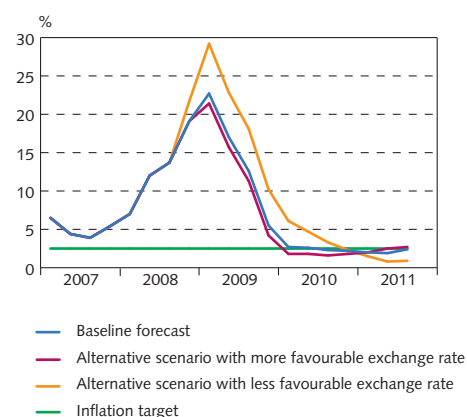 %
30
25
20
15
10
5
0
2007 2008 2009 2010 2011
Baseline forecast
Alternative scenario with more favourable exchange rate
Alternative scenario with less favourable exchange rate
Inflation target